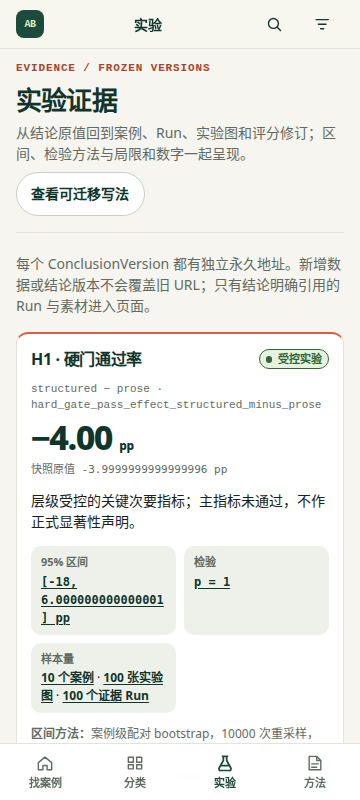 AB
实验
EVIDENCE / FROZEN VERSIONS
实验证据
从结论原值回到案例、Run、实验图和评分修订；区
间、检验方法与局限和数字一起呈现。
查看可迁移写法
每个 ConclusionVersion 都有独立永久地址。新增数
据或结论版本不会覆盖旧 URL；只有结论明确引用的
Run 与素材进入页面。
H1 · 硬门通过率
受控实验
structured − prose ·
hard_gate_pass_effect_structured_minus_prose
−4.00 pp
快照原值 -3.9999999999999996 pp
层级受控的关键次要指标；主指标未通过，不作
正式显著性声明。
95% 区间
[-18,
6.000000000000001
] pp
检验
p = 1
样本量
10 个案例 · 100 张实验
图 · 100 个证据 Run
区间方法：案例级配对 bootstrap，10000 次重采样，
找案例
分类
实验
方法